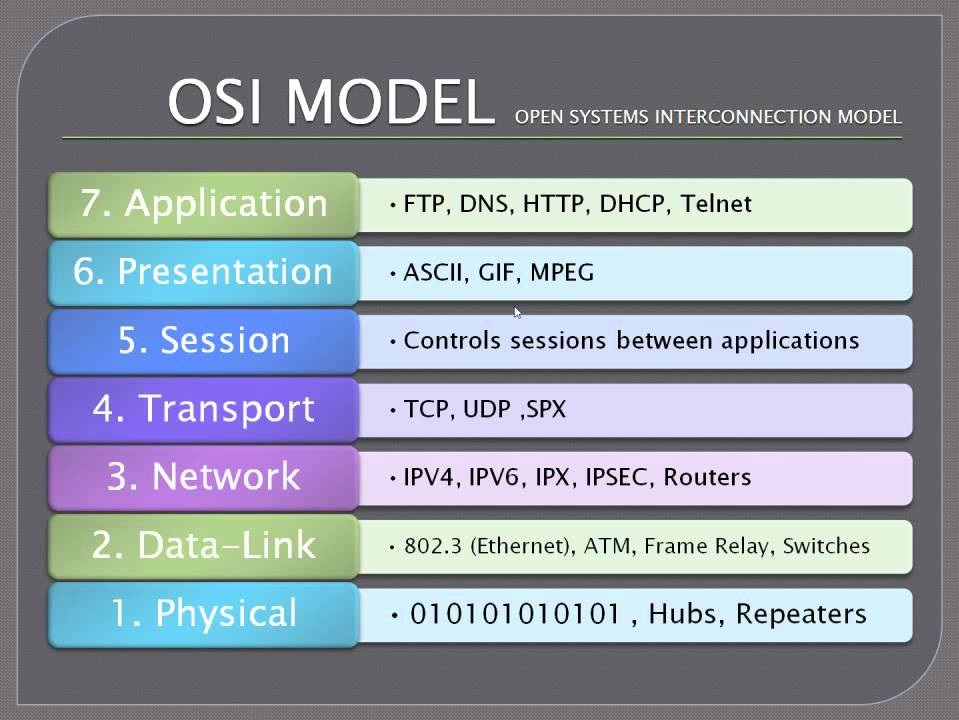 OSI MODEL OPEN SYSTEMS INTERCONNECTION MODEL
7. Application • FTP, DNS, HTTP, DHCP, Telnet
6. Presentation • ASCII, GIF, MPEG
5. Session • Controls sessions between applications
4. Transport • TCP, UDP ,SPX
3. Network • IPV4, IPV6, IPX, IPSEC, Routers
2. Data-Link • 802.3 (Ethernet), ATM, Frame Relay, Switches
1. Physical • 010101010101 , Hubs, Repeaters